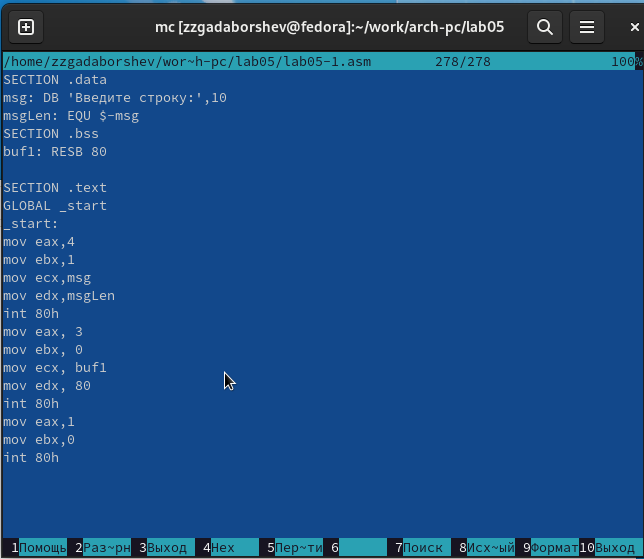 mc [zzgadaborshev@fedora]:~/work/arch-pc/lab05
/home/zzgadaborshev/wor~h-pc/lab05/lab05-1.asm 278/278 100%
SECTION .data
msg: DB 'Введите строку:',10
msgLen: EQU $-msg
SECTION .bss
buf1: RESB 80
SECTION .text
GLOBAL _start
_start:
mov eax,4
mov ebx,1
mov ecx,msg
mov edx,msgLen
int 80h
mov eax, 3
mov ebx, 0
mov ecx, buf1
mov edx, 80
int 80h
mov eax,1
mov ebx,0
int 80h
1Помощь 2Раз~рн 3Выход 4Hex 5Пер~ти 6 7Поиск 8Исх~ый 9Формат 10Выход